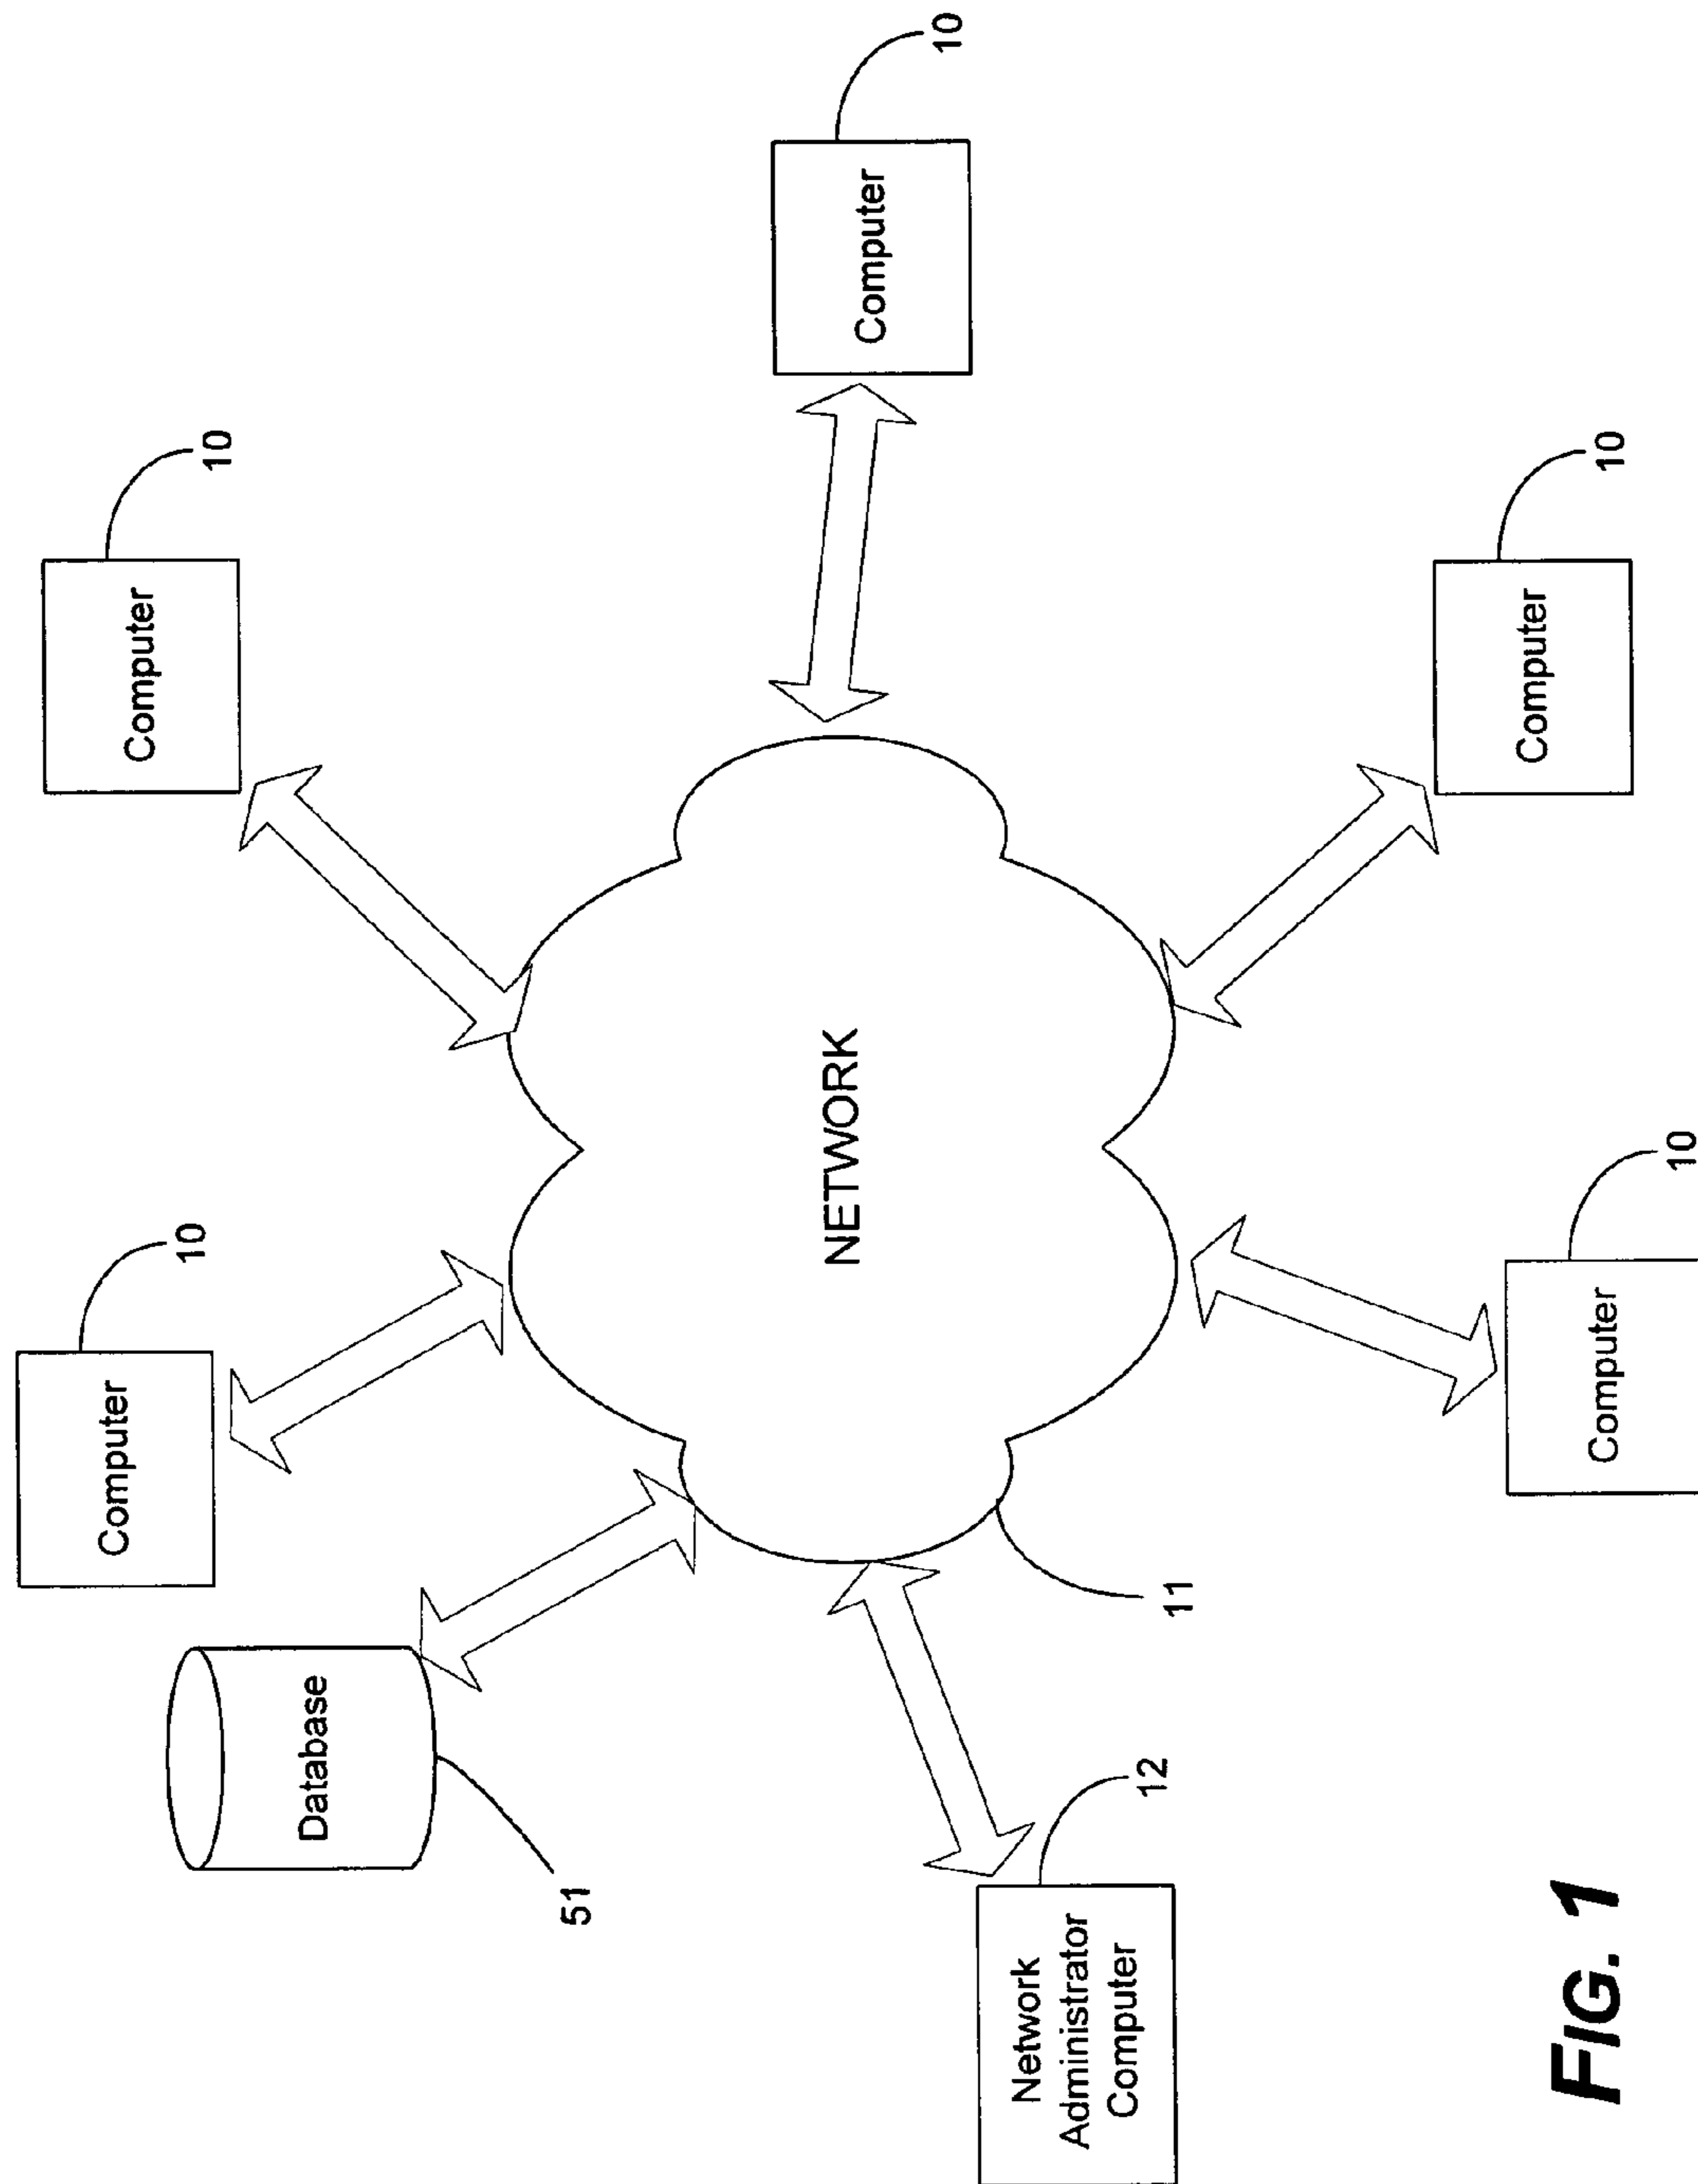 Computer
10
Computer
10
Database
51
NETWORK
Computer
10
Network
Administrator
Computer
12
11
Computer
10
Computer
10
FIG. 1